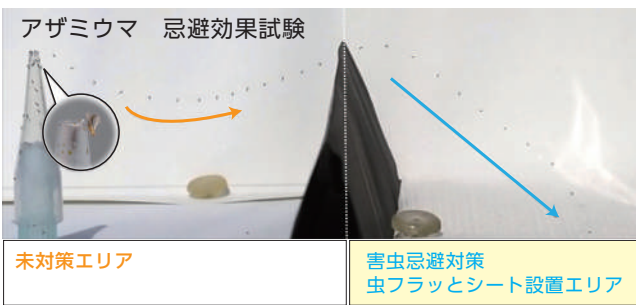 アザミウマ 忌避効果試験
未対策エリア
害虫忌避対策
虫フラッとシート設置エリア